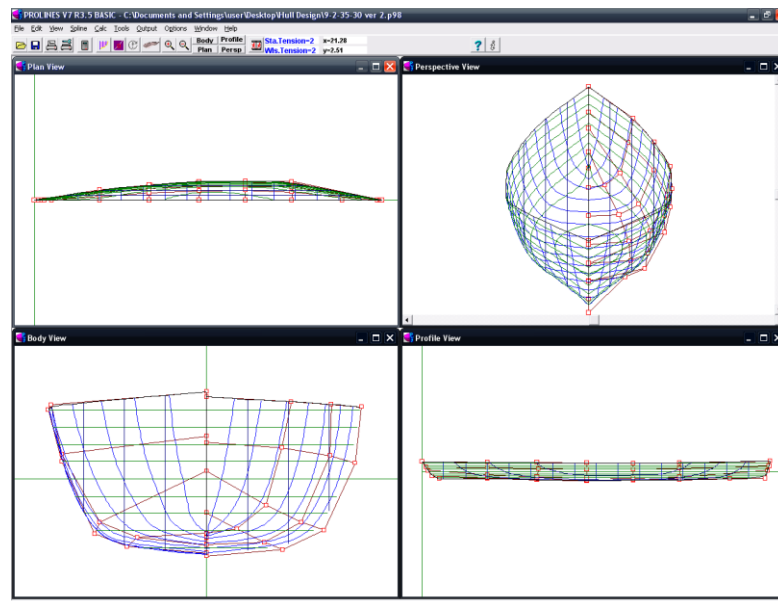 PROLINES V7 R3.5 BASIC - C:\Documents and Settings\user\Desktop\Hull Design\9-2-35-30 ver 2.p98
File Edit View Spline Calc Tools Output Options Window Help
Body Profile Sta.Tension=2 x=21.28
Plan Persp Wls.Tension=2 y=2.51
Plan View
Perspective View
Body View
Profile View